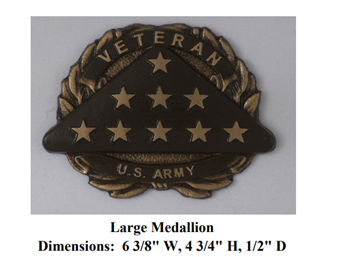 VETERAN
U.S. ARMY
Large Medallion
Dimensions:  6 3/8" W, 4 3/4" H, 1/2" D